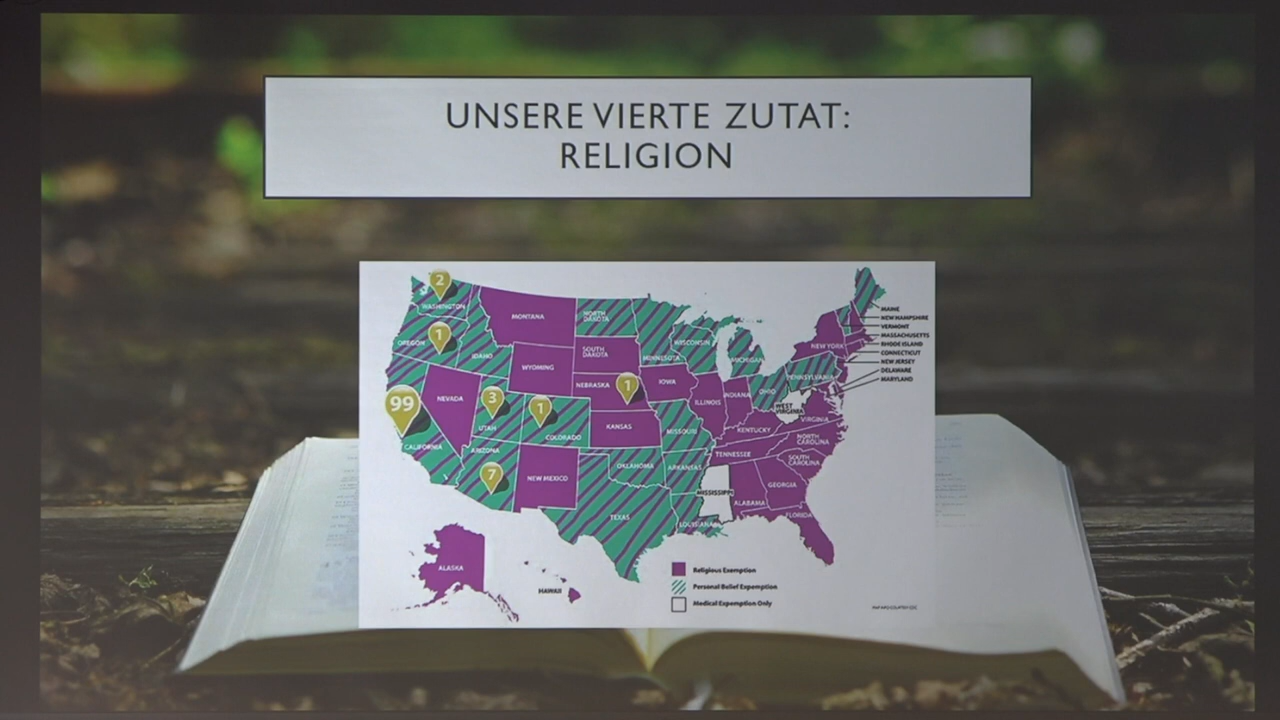 UNSERE VIERTE ZUTAT:
RELIGION
2
WASHINGTON
MONTANA
NORTH
DAKOTA
MAINE
NEW HAMPSHIRE
VERMONT
MASSACHUSETTS
RHODE ISLAND
CONNECTICUT
NEW JERSEY
DELAWARE
MARYLAND
OREGON
1
IDAHO
WYOMING
SOUTH
DAKOTA
MINNESOTA
WISCONSIN
MICHIGAN
NEW YORK
PENNSYLVANIA
99
NEVADA
3
UTAH
1
COLORADO
NEBRASKA
1
IOWA
ILLINOIS
INDIANA
OHIO
WEST
VIRGINIA
VIRGINIA
CALIFORNIA
ARIZONA
7
NEW MEXICO
KANSAS
MISSOURI
KENTUCKY
NORTH
CAROLINA
TENNESSEE
SOUTH
CAROLINA
OKLAHOMA
ARKANSAS
MISSISSIPPI
ALABAMA
GEORGIA
FLORIDA
TEXAS
LOUISIANA
ALASKA
HAWAII
Religious Exemption
Personal Belief Expemption
Medical Expemption Only